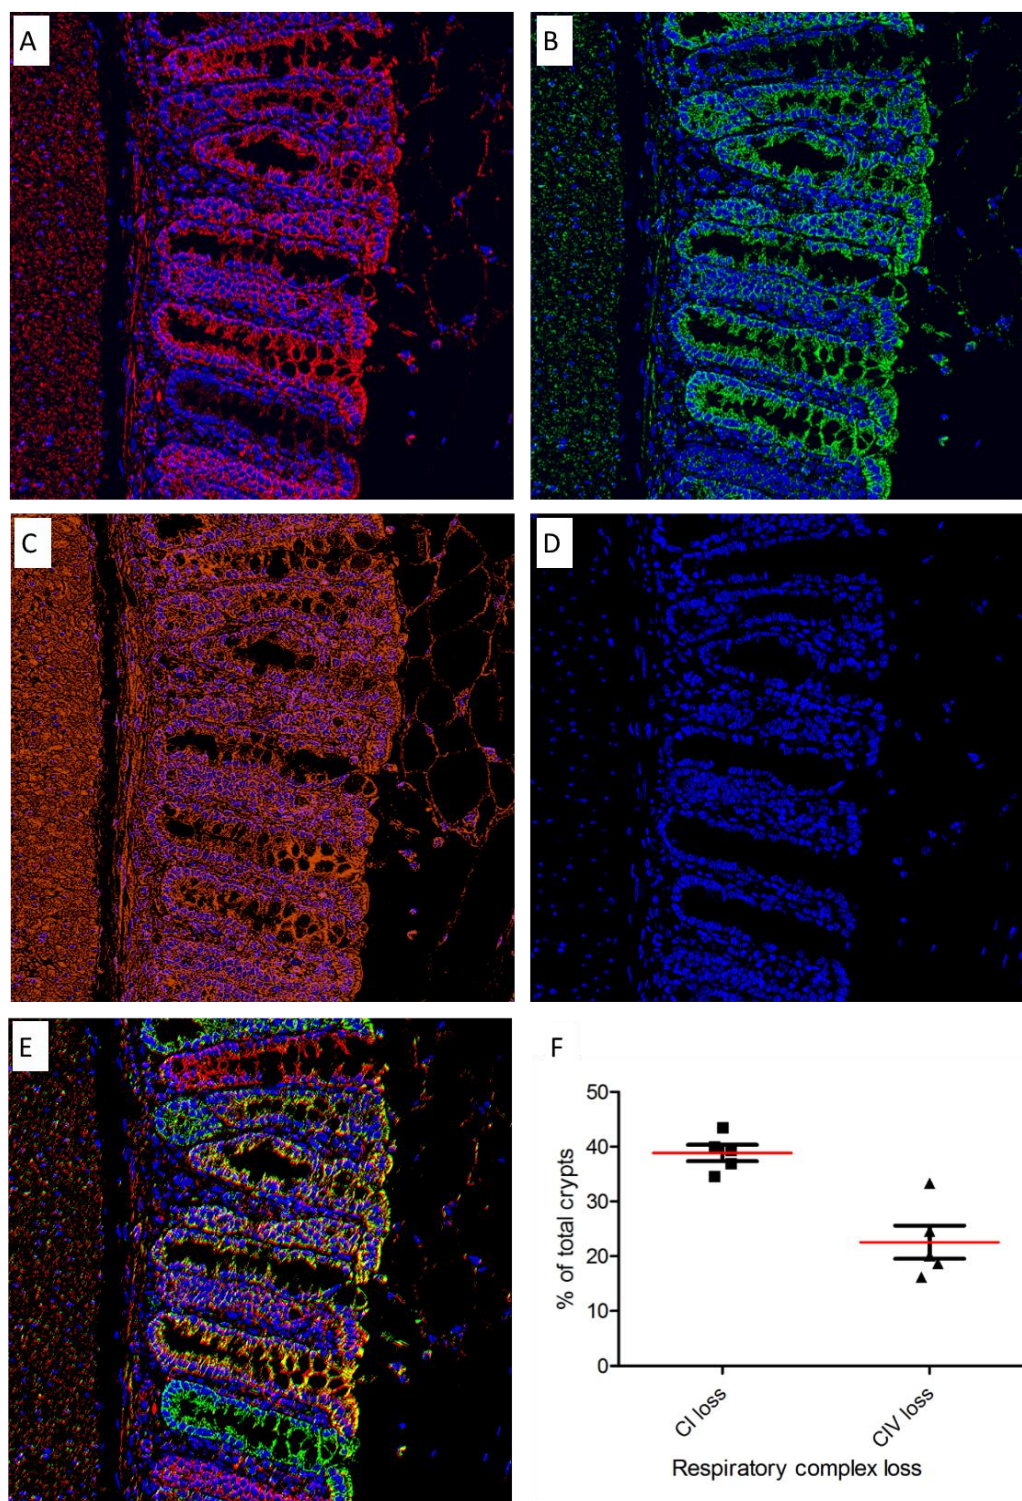 A
B
C
D
E
F
50
40
30
20
10
0
% of total crypts
CI loss
CIV loss
Respiratory complex loss